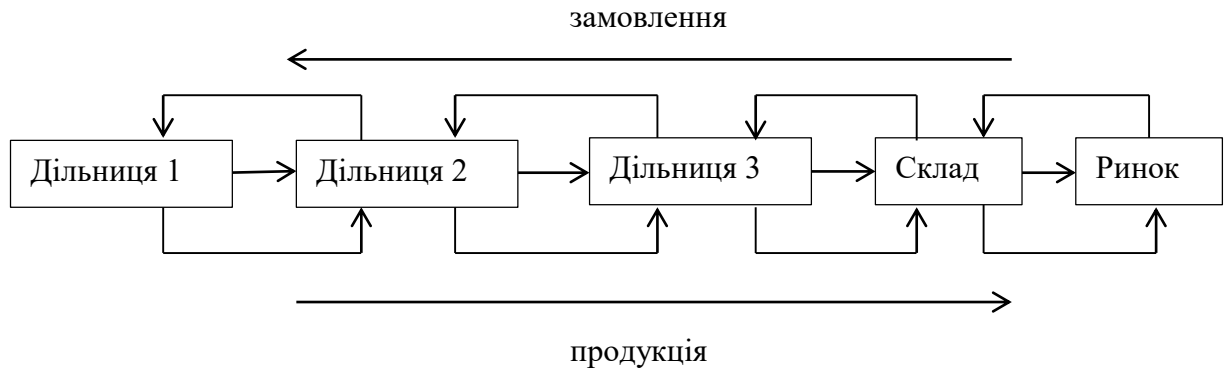 замовлення
Дільниця 1
Дільниця 2
Дільниця 3
Склад
Ринок
продукція